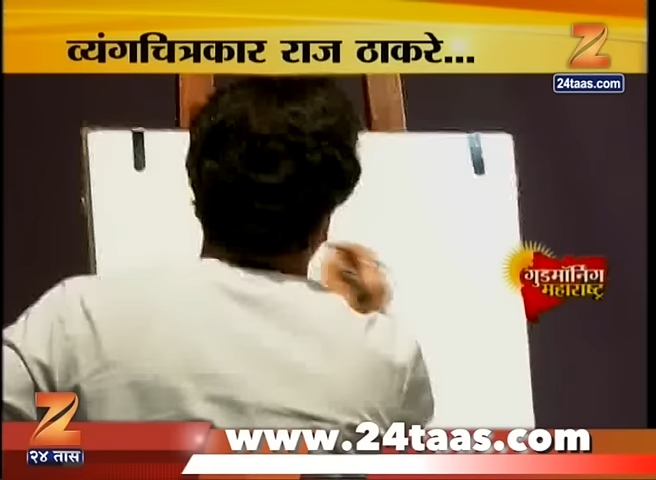 व्यंगचित्रकार राज ठाकरे...
24taas.com
गुडमॉर्निंग
महाराष्ट्र
www.24taas.com
२४ तास